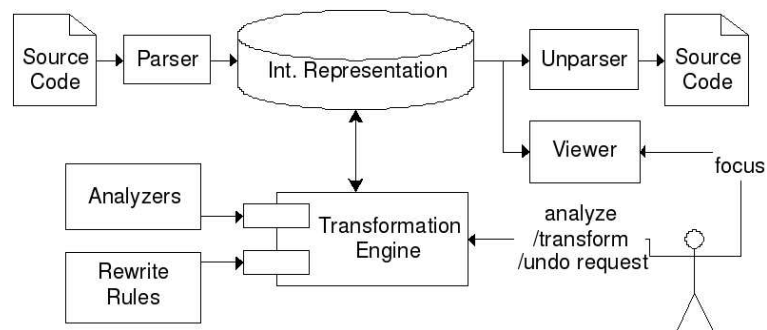 Source
Code
Parser
Int. Representation
Unparser
Source
Code
Viewer
focus
Analyzers
Transformation
Engine
analyze
/transform
/undo request
Rewrite
Rules